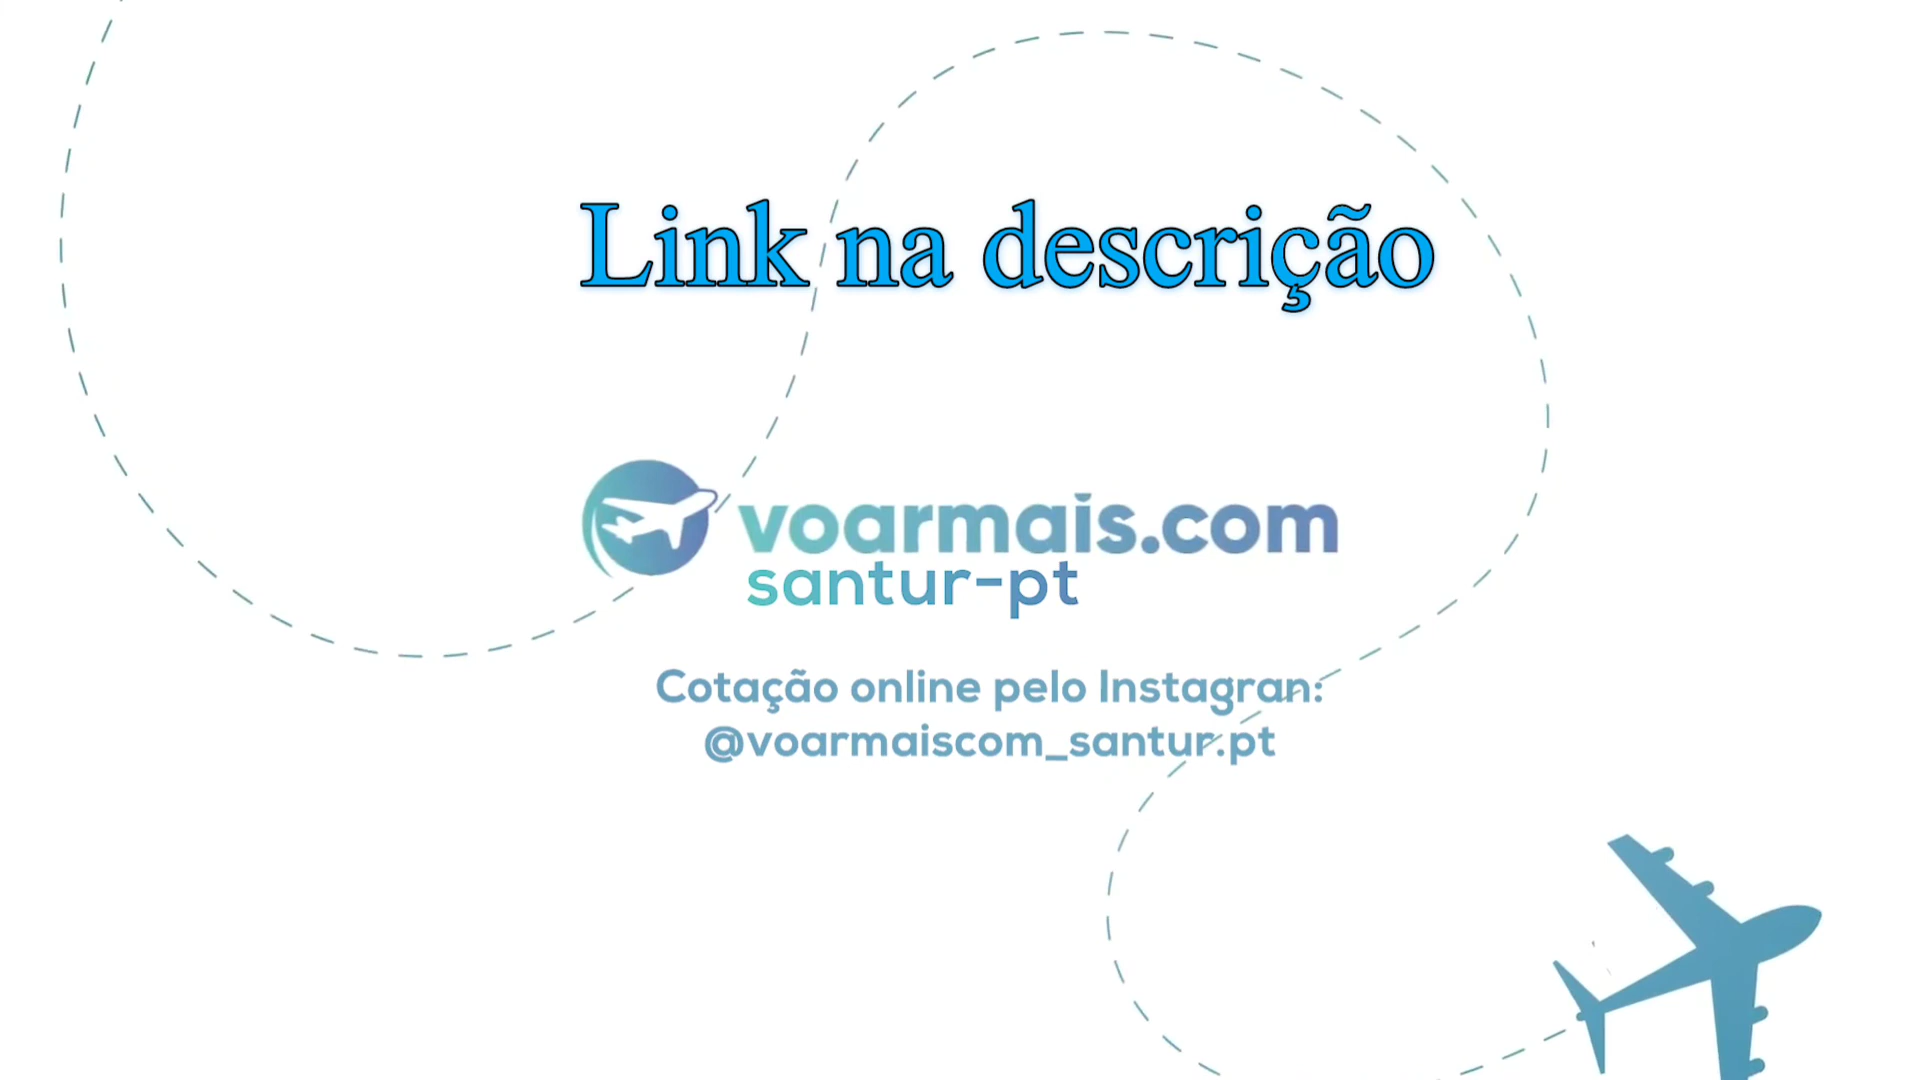 Link na descrição
voarmais.com
santur-pt
Cotação online pelo Instagran:
@voarmaiscom_santur.pt